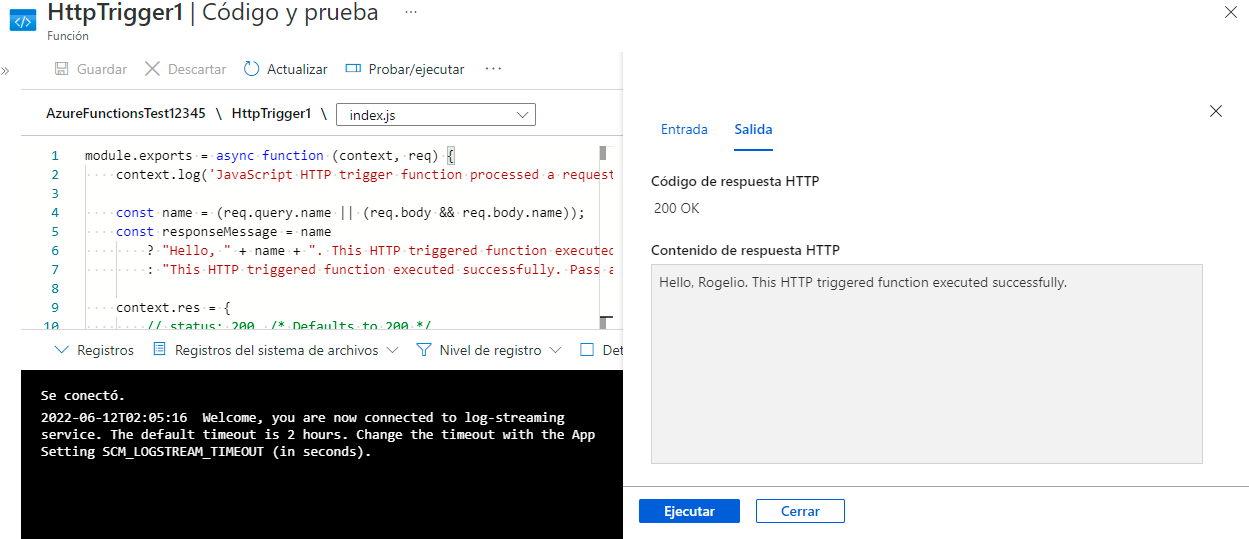 HttpTrigger1 | Código y prueba ...
Función
Guardar Descartar Actualizar Probar/ejecutar ...
AzureFunctionsTest12345 \ HttpTrigger1 \ index.js
1 module.exports = async function (context, req) {
2 context.log('JavaScript HTTP trigger function processed a request
3
4 const name = (req.query.name || (req.body && req.body.name));
5 const responseMessage = name
6 ? "Hello, " + name + ". This HTTP triggered function executed
7 : "This HTTP triggered function executed successfully. Pass a
8
9 context.res = {
10 // status: 200, /* Defaults to 200 */
Registros Registros del sistema de archivos Nivel de registro Det
Se conectó.
2022-06-12T02:05:16 Welcome, you are now connected to log-streaming
service. The default timeout is 2 hours. Change the timeout with the App
Setting SCM_LOGSTREAM_TIMEOUT (in seconds).
Entrada Salida
Código de respuesta HTTP
200 OK
Contenido de respuesta HTTP
Hello, Rogelio. This HTTP triggered function executed successfully.
Ejecutar Cerrar